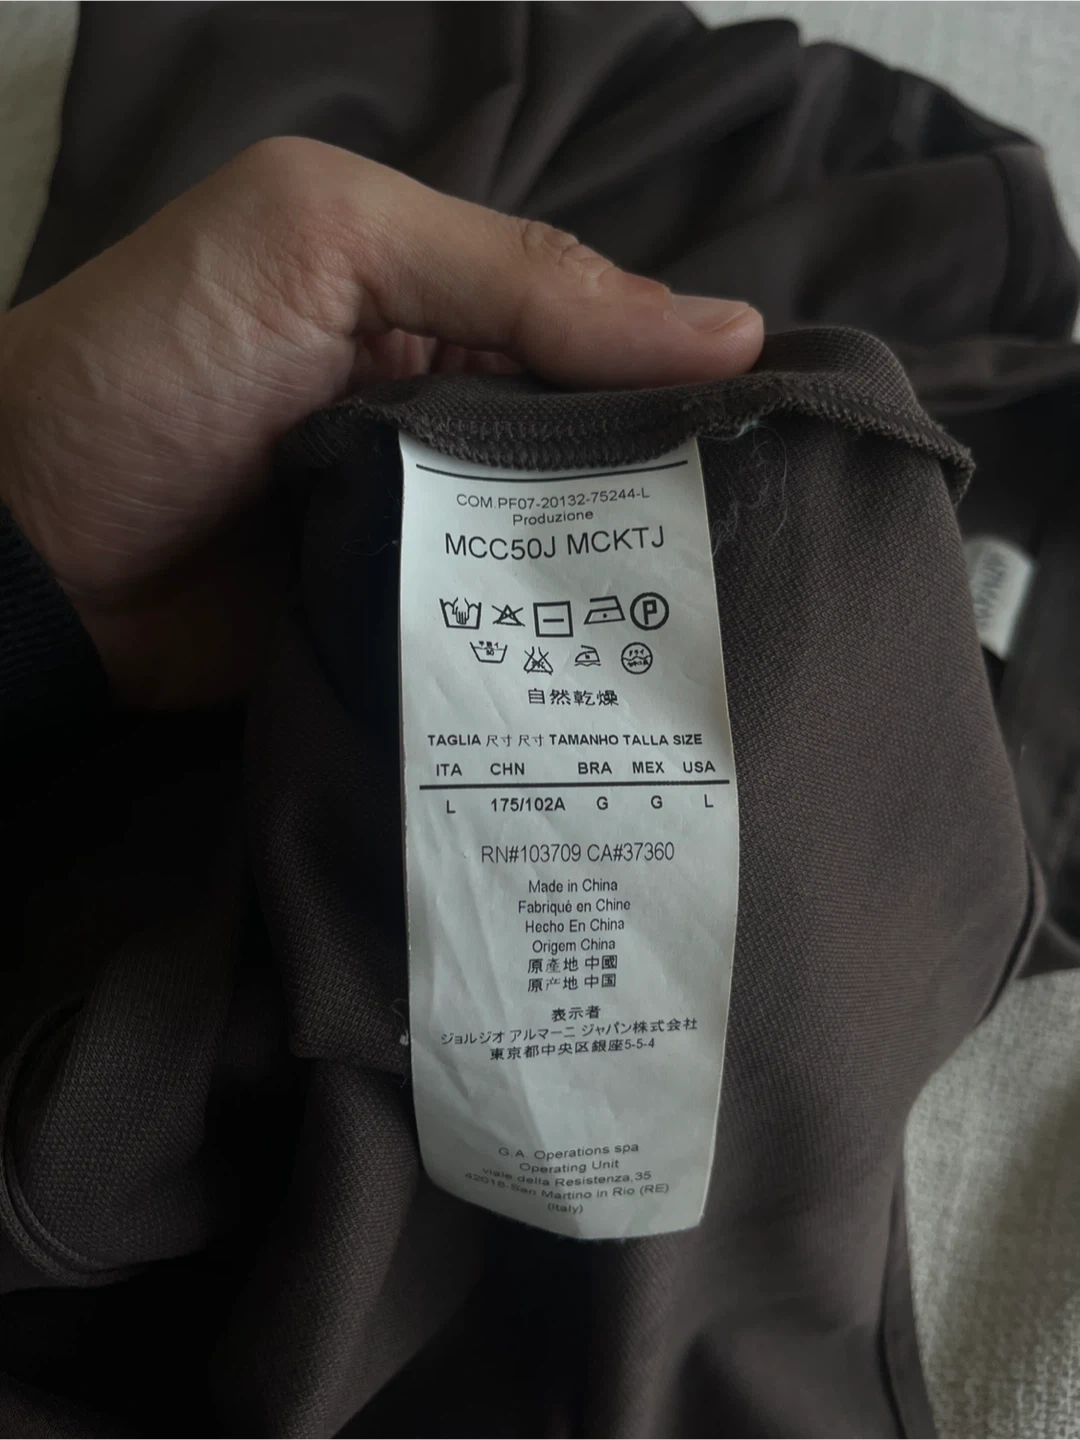 COM.PF07-20132-75244-L
Produzione
MCC50J MCKTJ
P
自然乾燥
TAGLIA 尺寸 尺寸 TAMANHO TALLA SIZE
ITA CHN BRA MEX USA
L 175/102A G G L
RN#103709 CA#37360
Made in China
Fabriqué en Chine
Hecho En China
Origem China
原產地 中國
原产地 中国
表示者
ジョルジオ アルマーニ ジャパン株式会社
東京都中央区銀座5-5-4
G.A. Operations spa
Operating Unit
viale della Resistenza,35
42018-San Martino in Rio (RE)
(Italy)